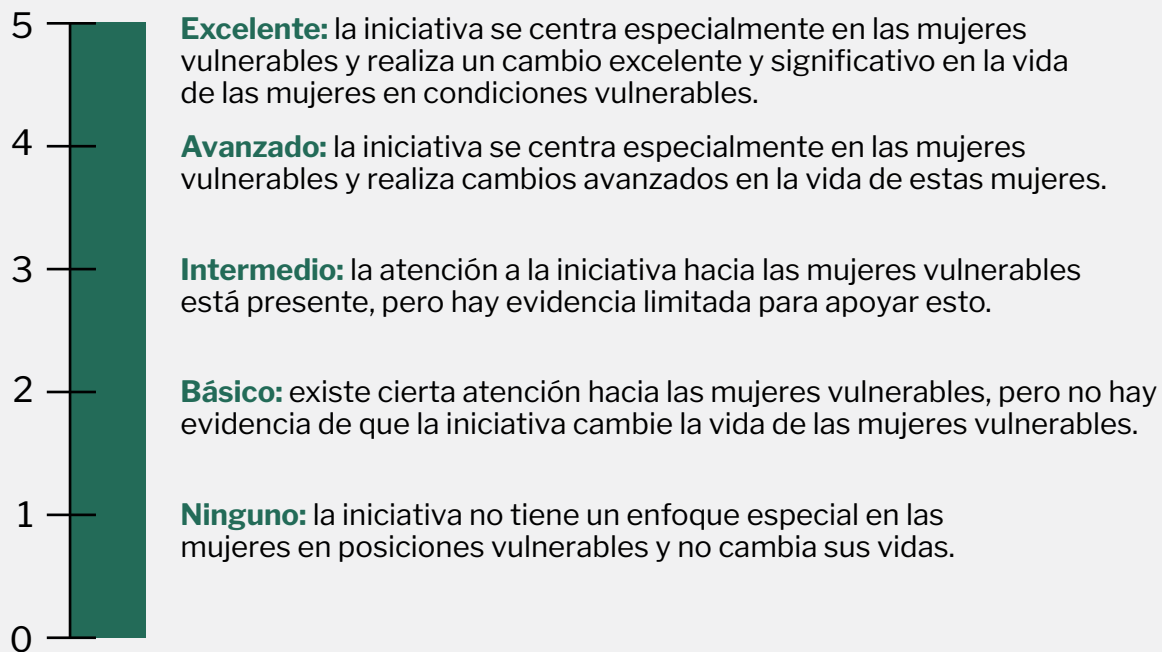 5
Excelente: la iniciativa se centra especialmente en las mujeres
vulnerables y realiza un cambio excelente y significativo en la vida
de las mujeres en condiciones vulnerables.
4
Avanzado: la iniciativa se centra especialmente en las mujeres
vulnerables y realiza cambios avanzados en la vida de estas mujeres.
3
Intermedio: la atención a la iniciativa hacia las mujeres vulnerables
está presente, pero hay evidencia limitada para apoyar esto.
2
Básico: existe cierta atención hacia las mujeres vulnerables, pero no hay
evidencia de que la iniciativa cambie la vida de las mujeres vulnerables.
1
Ninguno: la iniciativa no tiene un enfoque especial en las
mujeres en posiciones vulnerables y no cambia sus vidas.
0